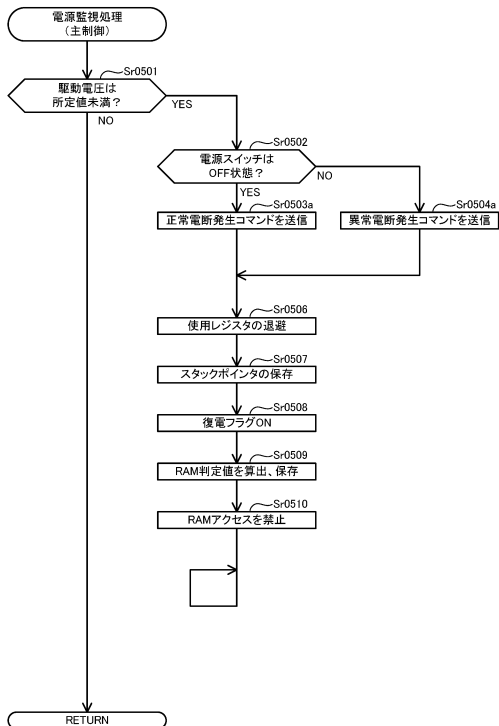 電源監視処理
（主制御）
Sr0501
駆動電圧は
所定値未満？
YES
NO
Sr0502
電源スイッチは
OFF状態？
NO
YES
Sr0503a
正常電断発生コマンドを送信
Sr0504a
異常電断発生コマンドを送信
Sr0506
使用レジスタの退避
Sr0507
スタックポインタの保存
Sr0508
復電フラグON
Sr0509
RAM判定値を算出、保存
Sr0510
RAMアクセスを禁止
RETURN